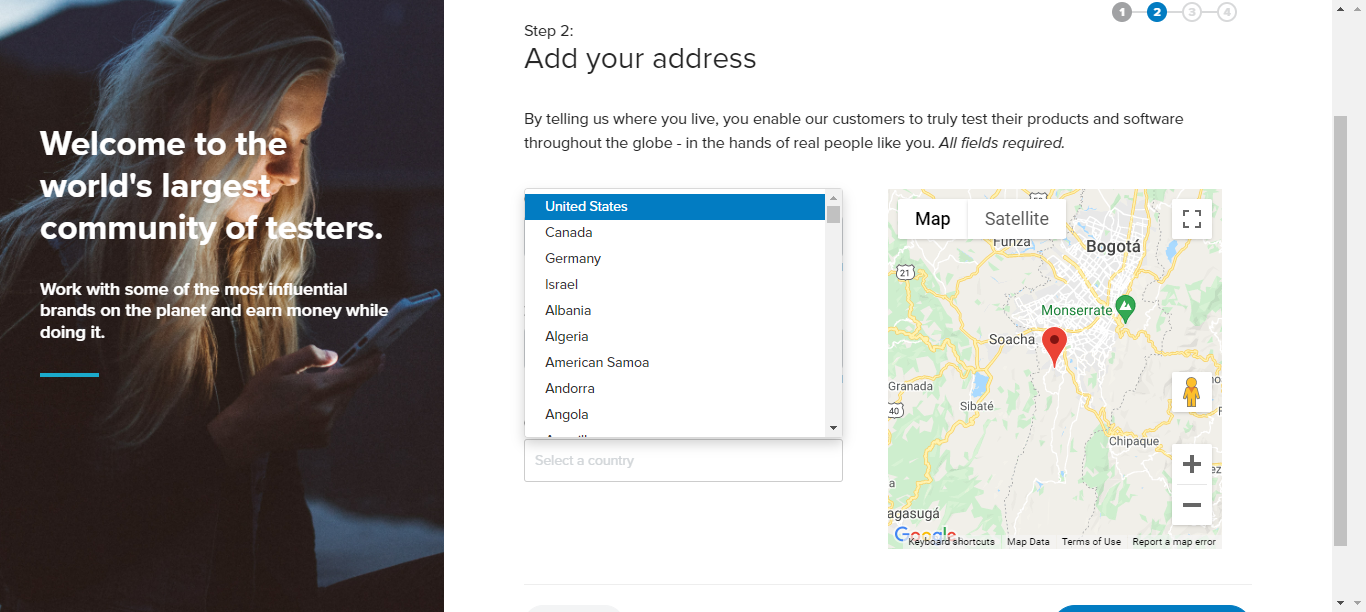 Welcome to the
world's largest
community of testers.
Work with some of the most influential
brands on the planet and earn money while
doing it.
1 2 3 4
Step 2:
Add your address
By telling us where you live, you enable our customers to truly test their products and software
throughout the globe - in the hands of real people like you. All fields required.
United States
Canada
Germany
Israel
Albania
Algeria
American Samoa
Andorra
Angola
Select a country
Map
Satellite
Funza
Bogotá
21
Monserrate
Soacha
Granada
40
Sibaté
Chipaque
agasugá
Google
Keyboard shortcuts
Map Data
Terms of Use
Report a map error